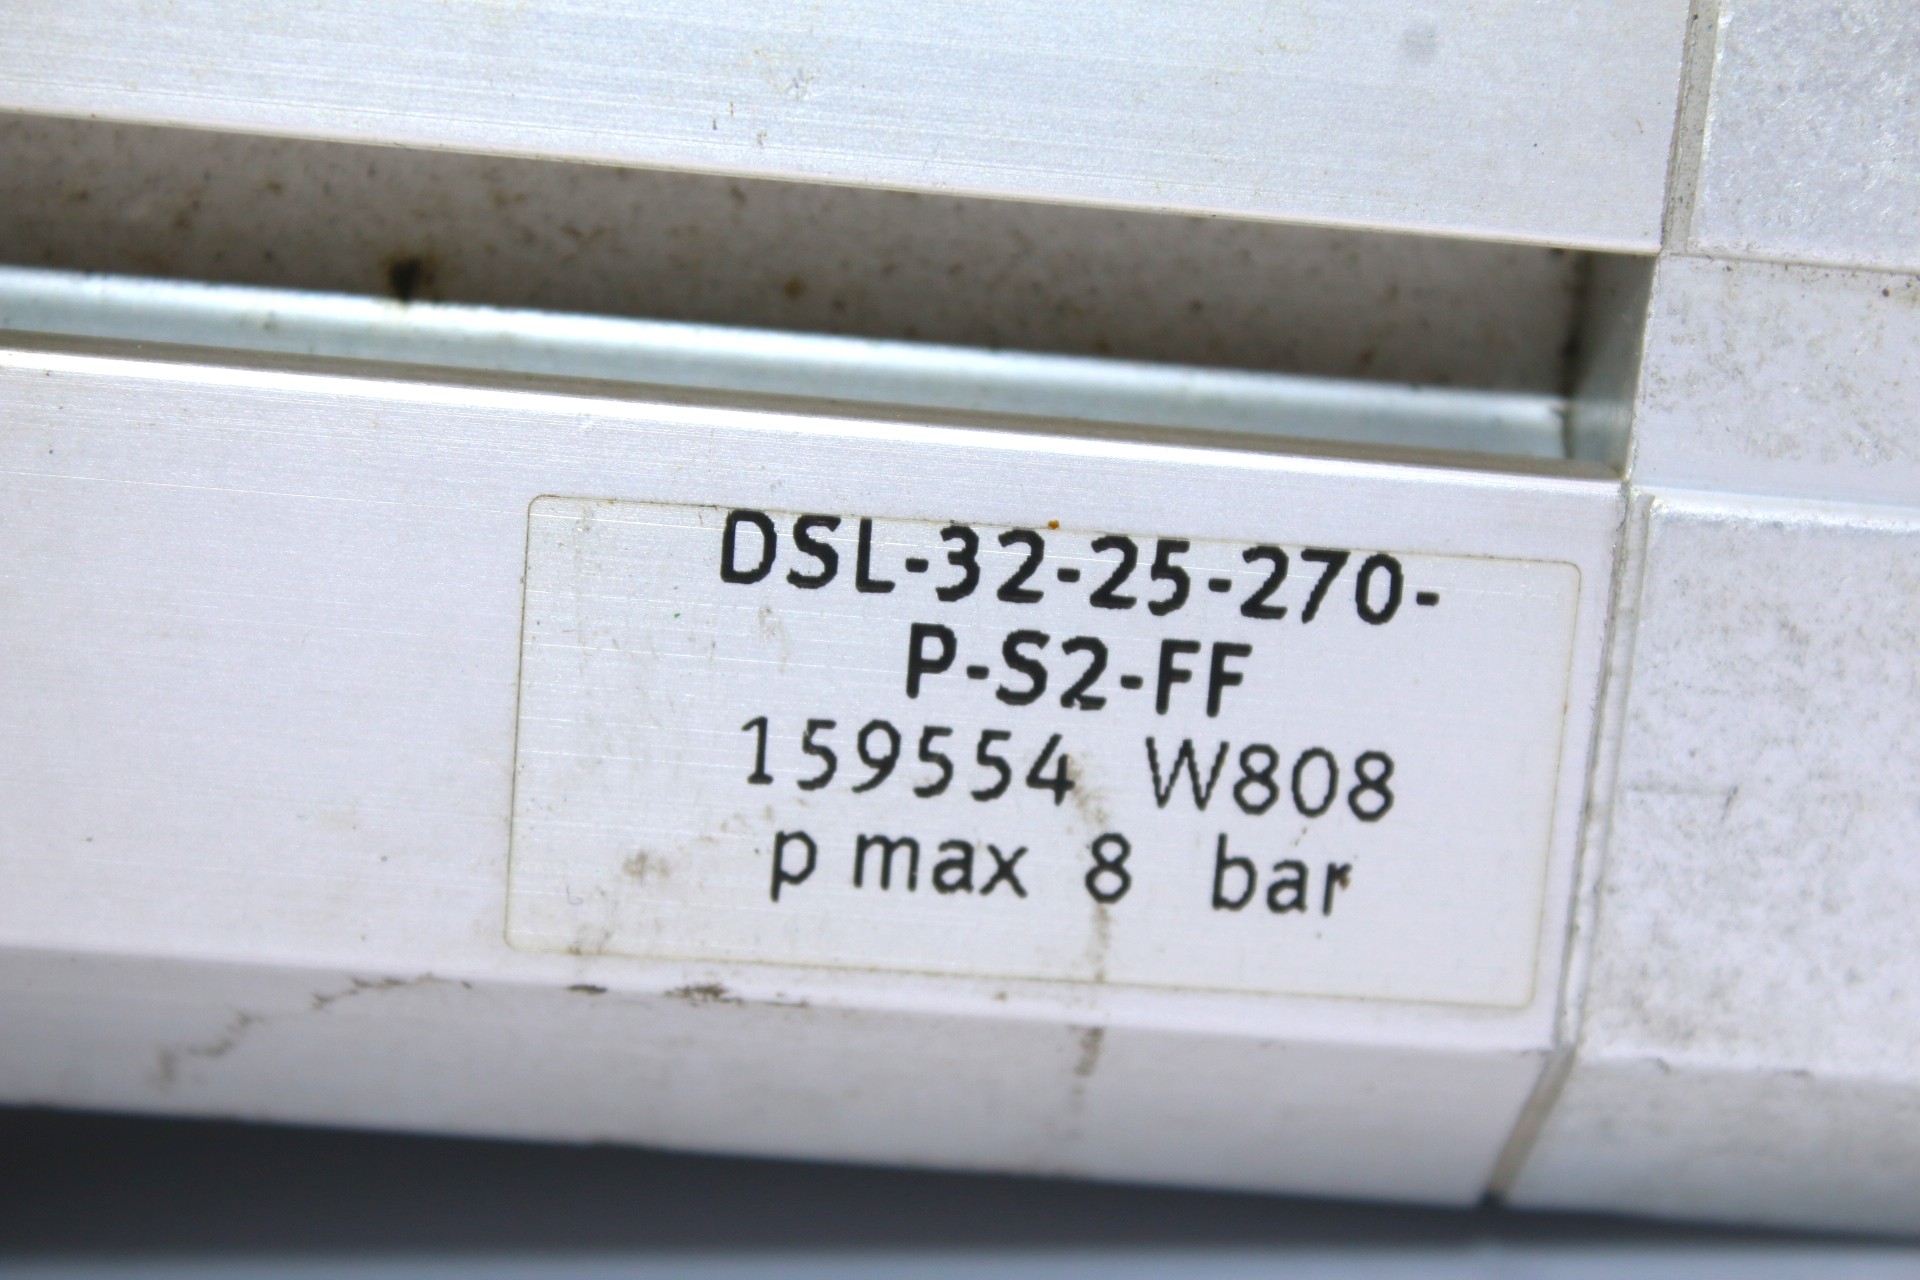 DSL-32-25-270-
P-S2-FF
159554 W808
p max 8 bar